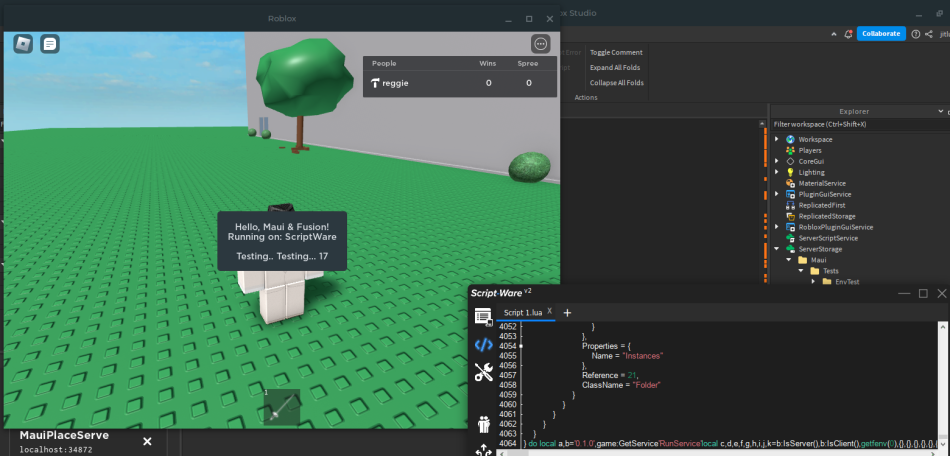 Roblox
ox Studio
Collaborate
jitl
Error
Toggle Comment
ipt
Expand All Folds
Collapse All Folds
Actions
People Wins Spree
reggie 0 0
Explorer
Filter workspace (Ctrl+Shift+X)
Workspace
Players
CoreGui
Lighting
MaterialService
PluginGuiService
ReplicatedFirst
ReplicatedStorage
RobloxPluginGuiService
ServerScriptService
ServerStorage
Maui
Tests
EnvTest
Hello, Maui & Fusion!
Running on: ScriptWare
Testing.. Testing... 17
1
Script-Ware v2
Script 1.lua X +
4052 }
4053 },
4054 Properties = {
4055 Name = "Instances"
4056 },
4057 Reference = 21,
4058 ClassName = "Folder"
4059 }
4060 }
4061 }
4062 }
4063 }
4064 } do local a,b='0.1.0',game:GetService'RunService'local c,d,e,f,g,h,i,j,k=b:IsServer(),b:IsClient(),getfenv(0),{},{},{},{},{},{
MauiPlaceServe
localhost:34872